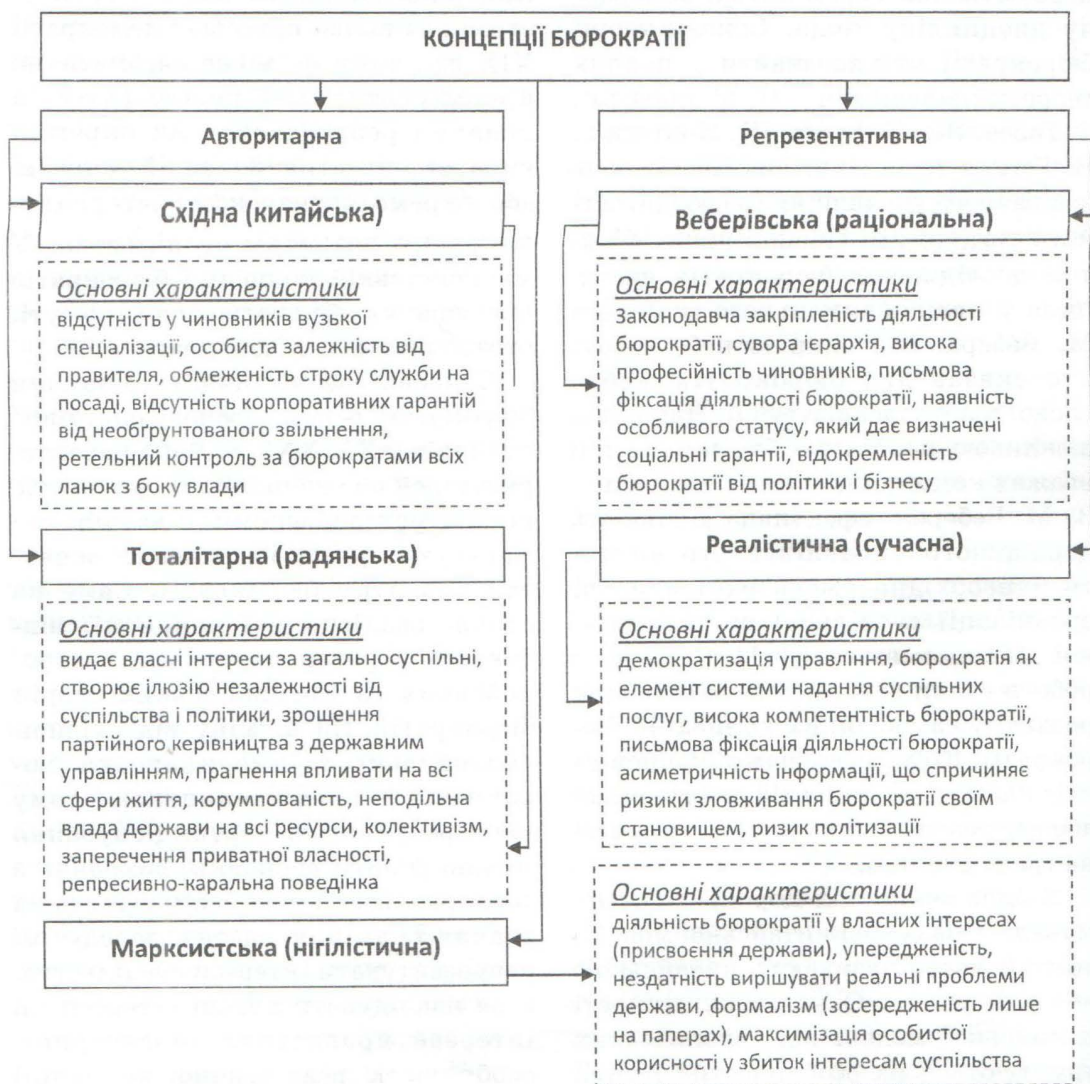 КОНЦЕПЦІЇ БЮРОКРАТІЇ
Авторитарна
Репрезентативна
Східна (китайська)
Основні характеристики
відсутність у чиновників вузької
спеціалізації, особиста залежність від
правителя, обмеженість строку служби на
посаді, відсутність корпоративних гарантій
від необґрунтованого звільнення,
ретельний контроль за бюрократами всіх
ланок з боку влади
Веберівська (раціональна)
Основні характеристики
Законодавча закріпленість діяльності
бюрократії, сувора ієрархія, висока
професійність чиновників, письмова
фіксація діяльності бюрократії, наявність
особливого статусу, який дає визначені
соціальні гарантії, відокремленість
бюрократії від політики і бізнесу
Тоталітарна (радянська)
Основні характеристики
видає власні інтереси за загальносуспільні,
створює ілюзію незалежності від
суспільства і політики, зрощення
партійного керівництва з державним
управлінням, прагнення впливати на всі
сфери життя, корумпованість, неподільна
влада держави на всі ресурси, колективізм,
заперечення приватної власності,
репресивно-каральна поведінка
Реалістична (сучасна)
Основні характеристики
демократизація управління, бюрократія як
елемент системи надання суспільних
послуг, висока компетентність бюрократії,
письмова фіксація діяльності бюрократії,
асиметричність інформації, що спричиняє
ризики зловживання бюрократії своїм
становищем, ризик політизації
Марксистська (нігілістична)
Основні характеристики
діяльність бюрократії у власних інтересах
(присвоєння держави), упередженість,
нездатність вирішувати реальні проблеми
держави, формалізм (зосередженість лише
на паперах), максимізація особистої
корисності у збиток інтересам суспільства